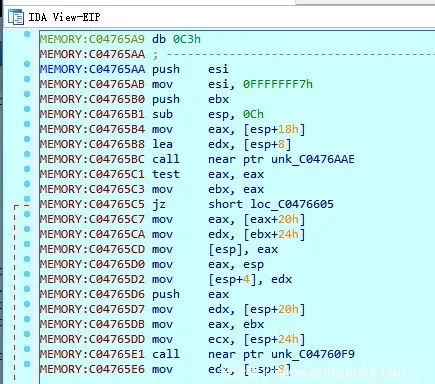 IDA View-EIP
MEMORY:C04765A9 db 0C3h
MEMORY:C04765AA ; ------------------------------
MEMORY:C04765AA push esi
MEMORY:C04765AB mov esi, 0FFFFFFF7h
MEMORY:C04765B0 push ebx
MEMORY:C04765B1 sub esp, 0Ch
MEMORY:C04765B4 mov eax, [esp+18h]
MEMORY:C04765B8 lea edx, [esp+8]
MEMORY:C04765BC call near ptr unk_C0476AAE
MEMORY:C04765C1 test eax, eax
MEMORY:C04765C3 mov ebx, eax
MEMORY:C04765C5 jz short loc_C0476605
MEMORY:C04765C7 mov eax, [eax+20h]
MEMORY:C04765CA mov edx, [ebx+24h]
MEMORY:C04765CD mov [esp], eax
MEMORY:C04765D0 mov eax, esp
MEMORY:C04765D2 mov [esp+4], edx
MEMORY:C04765D6 push eax
MEMORY:C04765D7 mov edx, [esp+20h]
MEMORY:C04765DB mov eax, ebx
MEMORY:C04765DD mov ecx, [esp+24h]
MEMORY:C04765E1 call near ptr unk_C04760F9
MEMORY:C04765E6 mov edx, [esp+8]